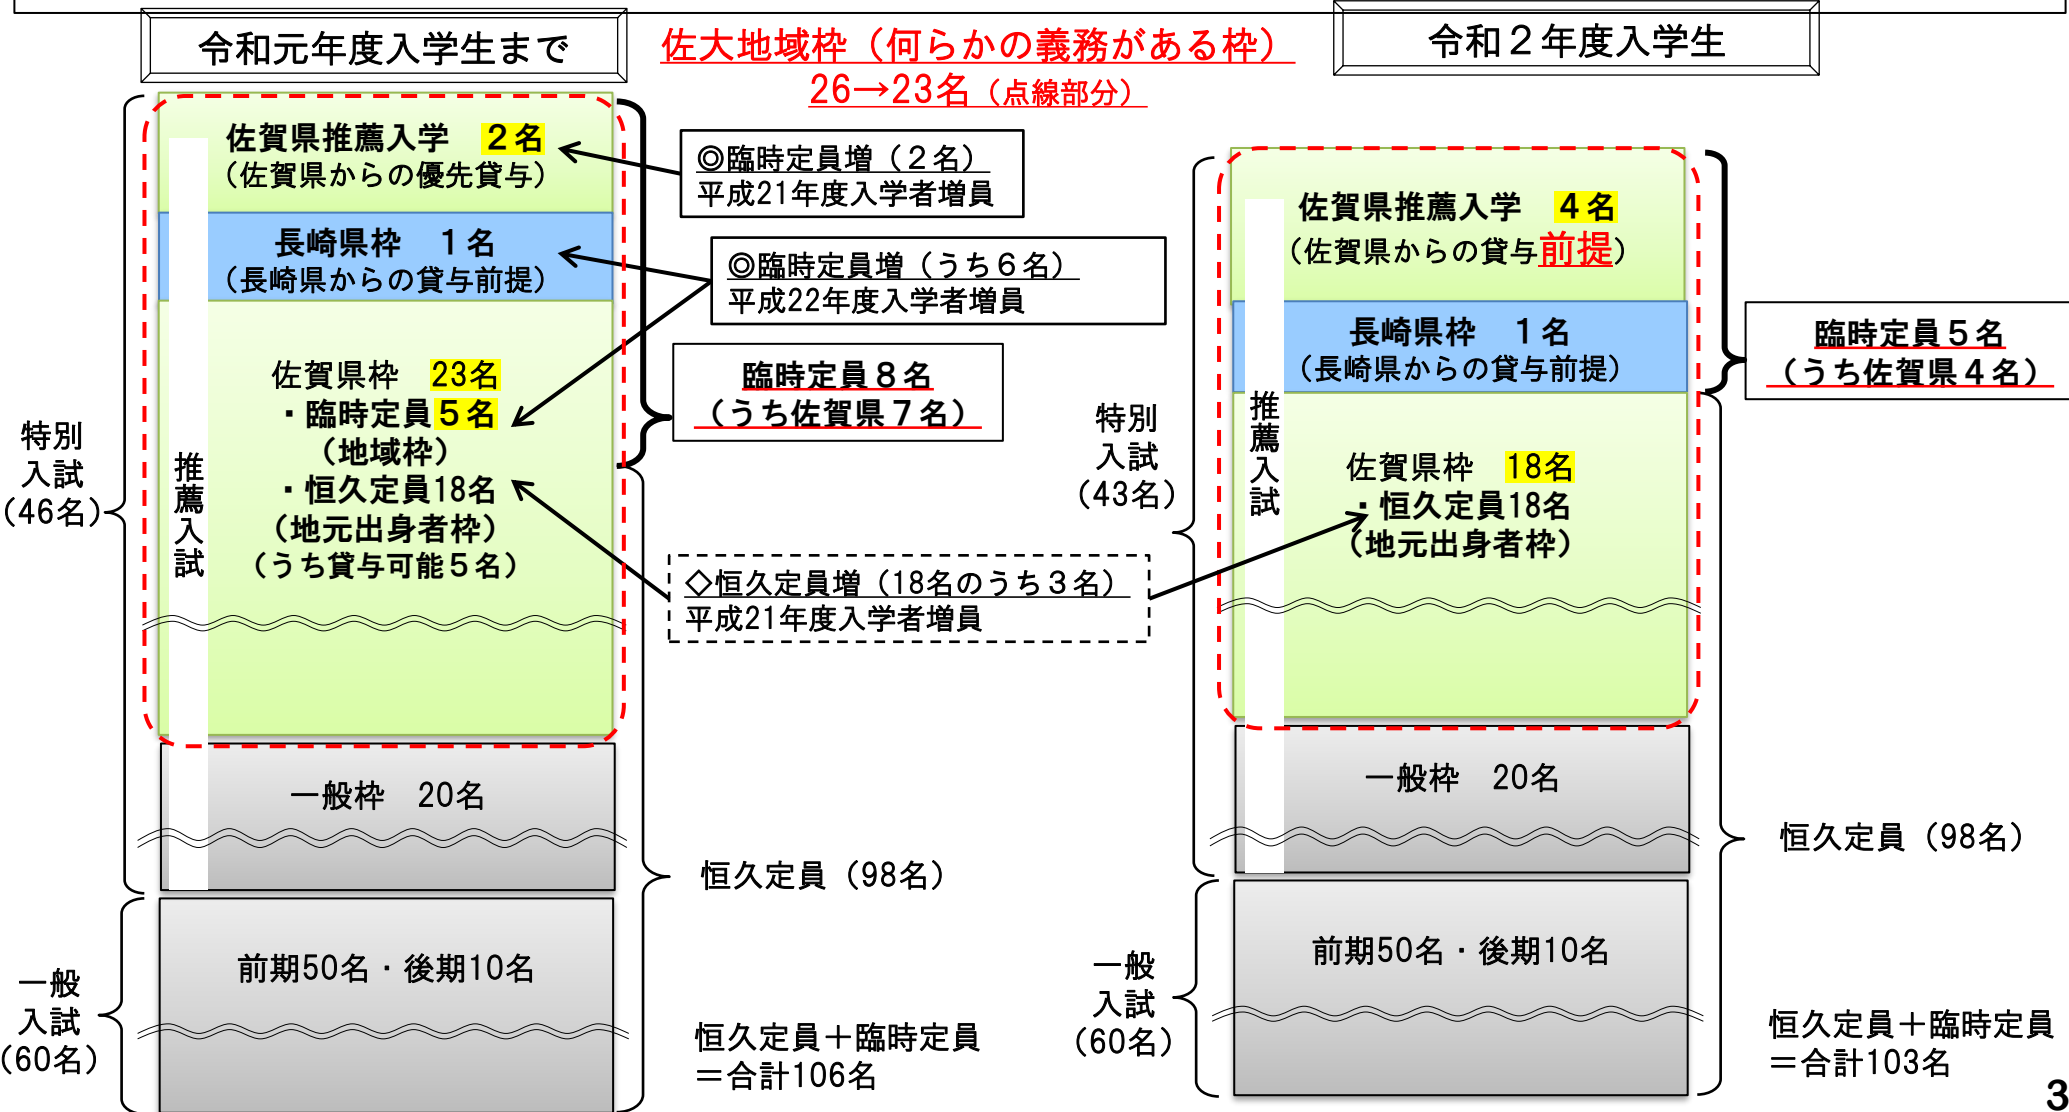 令和元年度入学生まで
佐大地域枠（何らかの義務がある枠）
26→23名（点線部分）
令和２年度入学生
佐賀県推薦入学　２名
（佐賀県からの優先貸与）
長崎県枠　１名
（長崎県からの貸与前提）
佐賀県枠　23名
・臨時定員５名
（地域枠）
・恒久定員18名
（地元出身者枠）
（うち貸与可能５名）
推薦入試
特別
入試
（46名）
一般枠　20名
前期50名・後期10名
一般
入試
（60名）
◎臨時定員増（２名）
平成21年度入学者増員
◎臨時定員増（うち６名）
平成22年度入学者増員
臨時定員８名
（うち佐賀県７名）
◇恒久定員増（18名のうち３名）
平成21年度入学者増員
恒久定員（98名）
恒久定員＋臨時定員
＝合計106名
佐賀県推薦入学　４名
（佐賀県からの貸与前提）
長崎県枠　１名
（長崎県からの貸与前提）
佐賀県枠　18名
・恒久定員18名
（地元出身者枠）
推薦入試
特別
入試
（43名）
一般枠　20名
前期50名・後期10名
一般
入試
（60名）
臨時定員５名
（うち佐賀県４名）
恒久定員（98名）
恒久定員＋臨時定員
＝合計103名
3